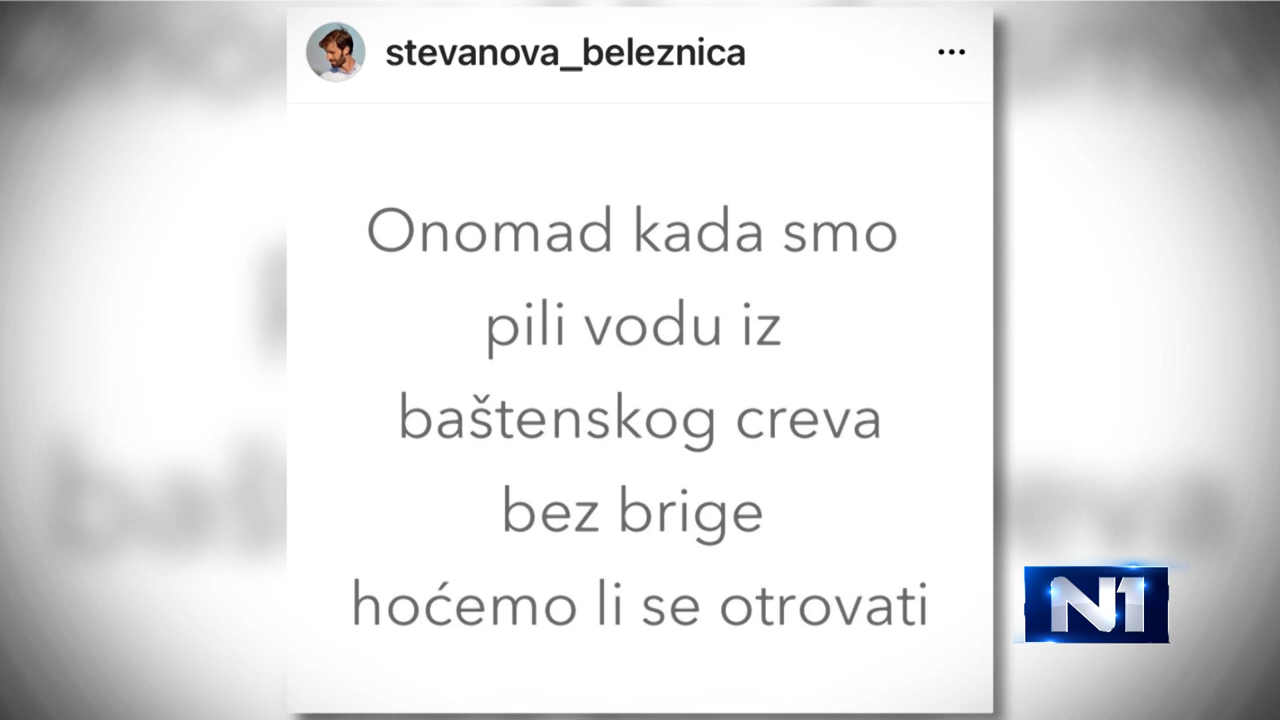 stevanova_beleznica
Onomad kada smo
pili vodu iz
baštenskog creva
bez brige
hoćemo li se otrovati
N1